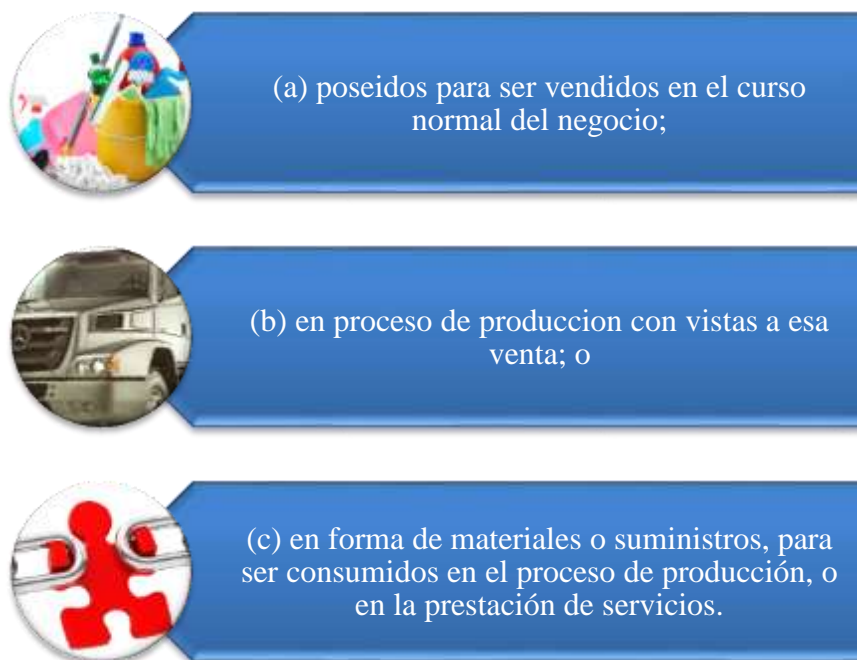 (a) poseidos para ser vendidos en el curso
normal del negocio;
(b) en proceso de produccion con vistas a esa
venta; o
(c) en forma de materiales o suministros, para
ser consumidos en el proceso de producción, o
en la prestación de servicios.